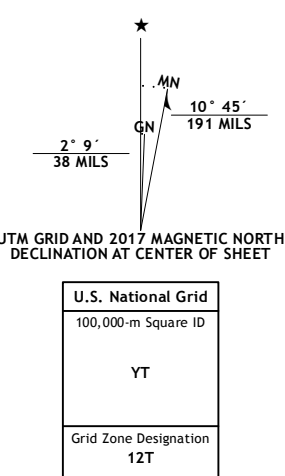 ★
MN
GN
10° 45´
191 MILS
2° 9´
38 MILS
UTM GRID AND 2017 MAGNETIC NORTH
DECLINATION AT CENTER OF SHEET
U.S. National Grid
100,000-m Square ID
YT
Grid Zone Designation
12T